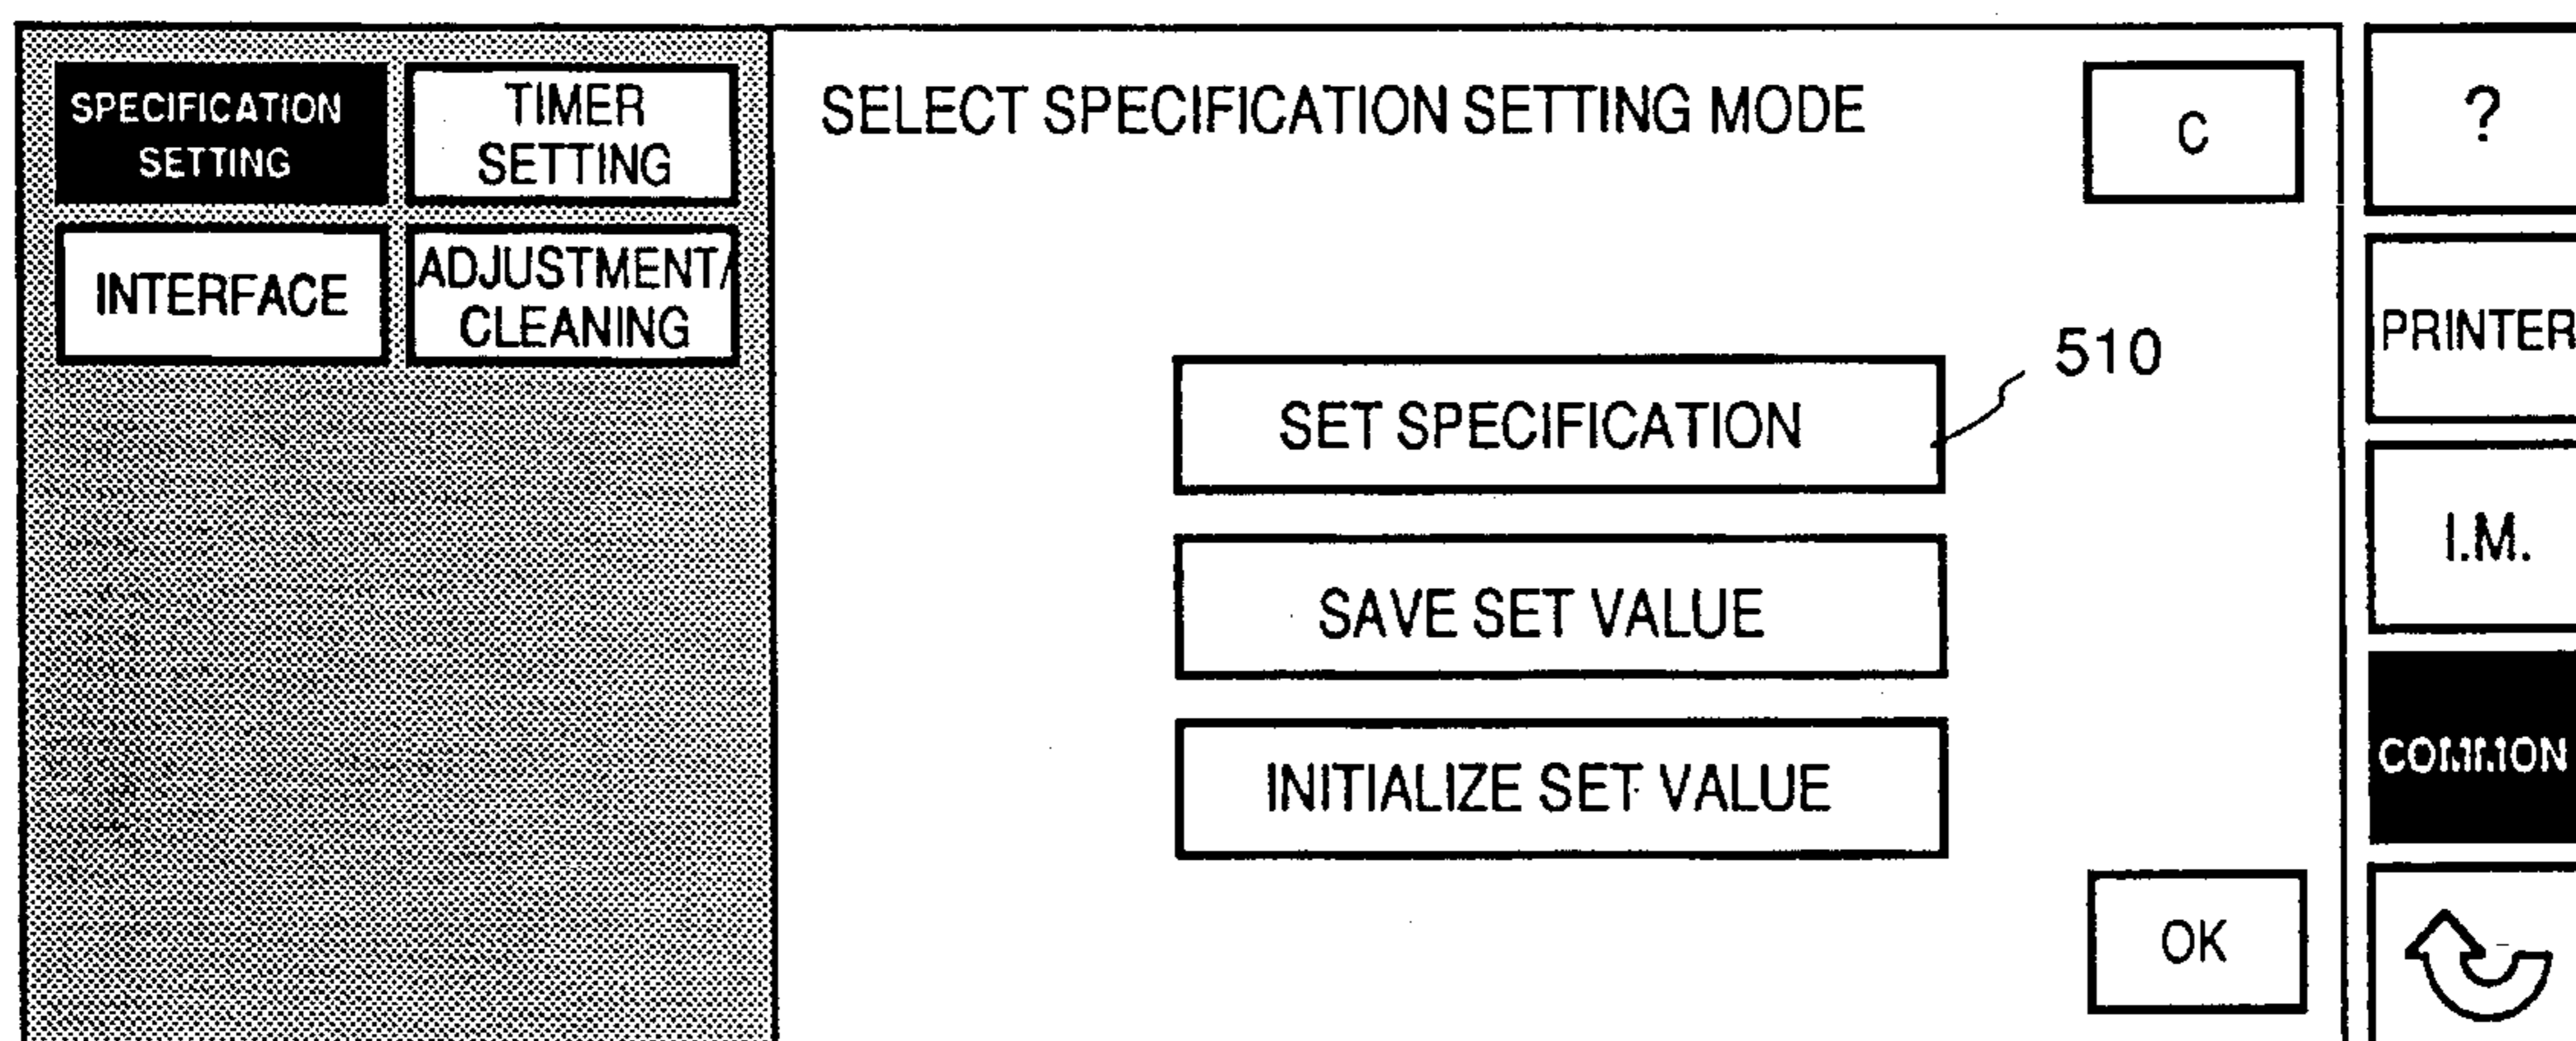 SPECIFICATION
SETTING
TIMER
SETTING
INTERFACE
ADJUSTMENT/
CLEANING
SELECT SPECIFICATION SETTING MODE
C
SET SPECIFICATION
510
SAVE SET VALUE
INITIALIZE SET VALUE
OK
?
PRINTER
I.M.
COMMON